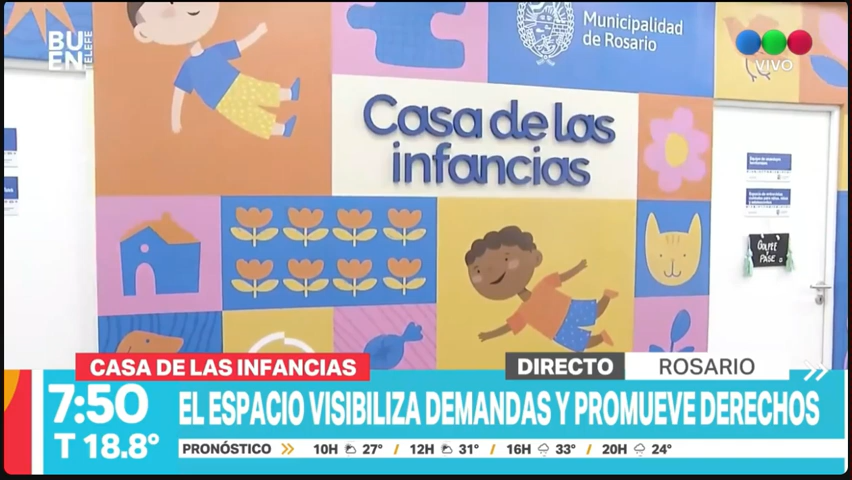 BUEN
TELEFE
Municipalidad
de Rosario
VIVO
Casa de las
infancias
GOLPEÉ
Y
PASE
CASA DE LAS INFANCIAS
DIRECTO
ROSARIO
7:50
EL ESPACIO VISIBILIZA DEMANDAS Y PROMUEVE DERECHOS
T 18.8°
PRONÓSTICO
10H 27° / 12H 31° / 16H 33° / 20H 24°